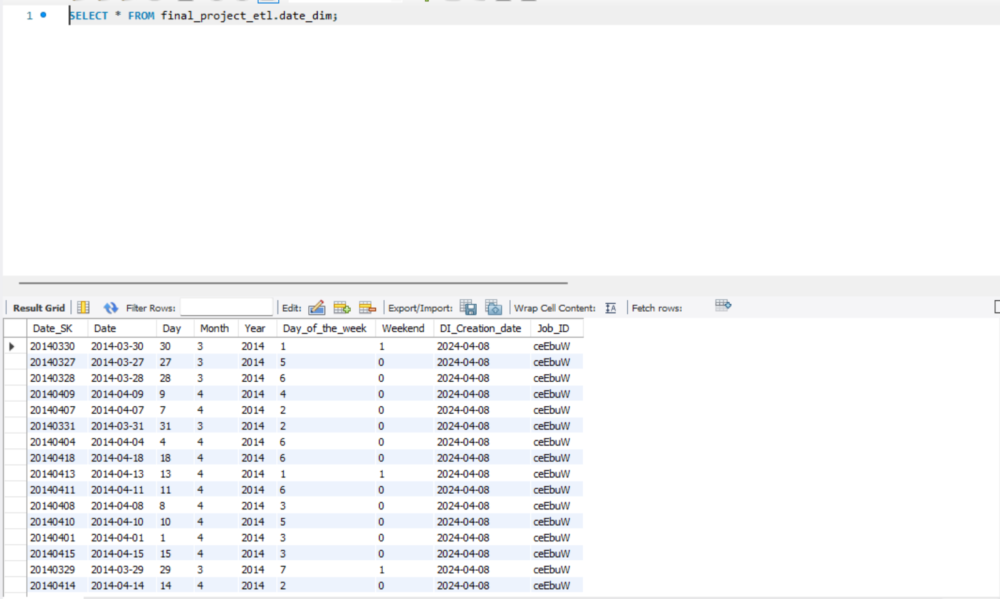 1 SELECT * FROM final_project_etl.date_dim;
Result Grid Filter Rows: Edit: Export/Import: Wrap Cell Content: Fetch rows:
Date_SK Date Day Month Year Day_of_the_week Weekend DI_Creation_date Job_ID
20140330 2014-03-30 30 3 2014 1 1 2024-04-08 ceEbuW
20140327 2014-03-27 27 3 2014 5 0 2024-04-08 ceEbuW
20140328 2014-03-28 28 3 2014 6 0 2024-04-08 ceEbuW
20140409 2014-04-09 9 4 2014 4 0 2024-04-08 ceEbuW
20140407 2014-04-07 7 4 2014 2 0 2024-04-08 ceEbuW
20140331 2014-03-31 31 3 2014 2 0 2024-04-08 ceEbuW
20140404 2014-04-04 4 4 2014 6 0 2024-04-08 ceEbuW
20140418 2014-04-18 18 4 2014 6 0 2024-04-08 ceEbuW
20140413 2014-04-13 13 4 2014 1 1 2024-04-08 ceEbuW
20140411 2014-04-11 11 4 2014 6 0 2024-04-08 ceEbuW
20140408 2014-04-08 8 4 2014 3 0 2024-04-08 ceEbuW
20140410 2014-04-10 10 4 2014 5 0 2024-04-08 ceEbuW
20140401 2014-04-01 1 4 2014 3 0 2024-04-08 ceEbuW
20140415 2014-04-15 15 4 2014 3 0 2024-04-08 ceEbuW
20140329 2014-03-29 29 3 2014 7 1 2024-04-08 ceEbuW
20140414 2014-04-14 14 4 2014 2 0 2024-04-08 ceEbuW